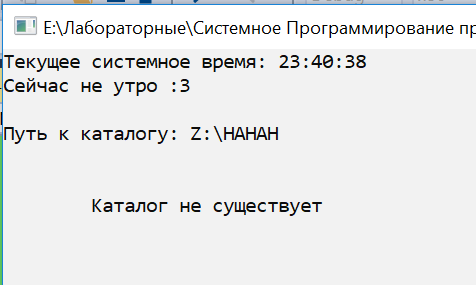 E:\Лабораторные\Системное Программирование пр
Текущее системное время: 23:40:38
Сейчас не утро :3
Путь к каталогу: Z:\HAHAH
Каталог не существует